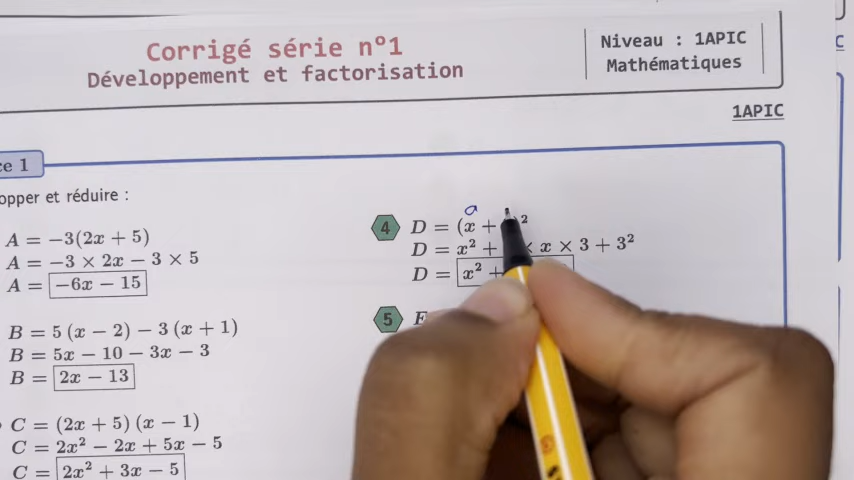 Corrigé série n°1
Développement et factorisation
Niveau : 1APIC
Mathématiques
C
1APIC
ce 1
opper et réduire :
A = −3(2x + 5)
A = −3 × 2x − 3 × 5
A = −6x − 15
B = 5 (x − 2) − 3 (x + 1)
B = 5x − 10 − 3x − 3
B = 2x − 13
C = (2x + 5) (x − 1)
C = 2x² − 2x + 5x − 5
C = 2x² + 3x − 5
a
4 D = (x + )²
D = x² + × x × 3 + 3²
D = x² +
5 E